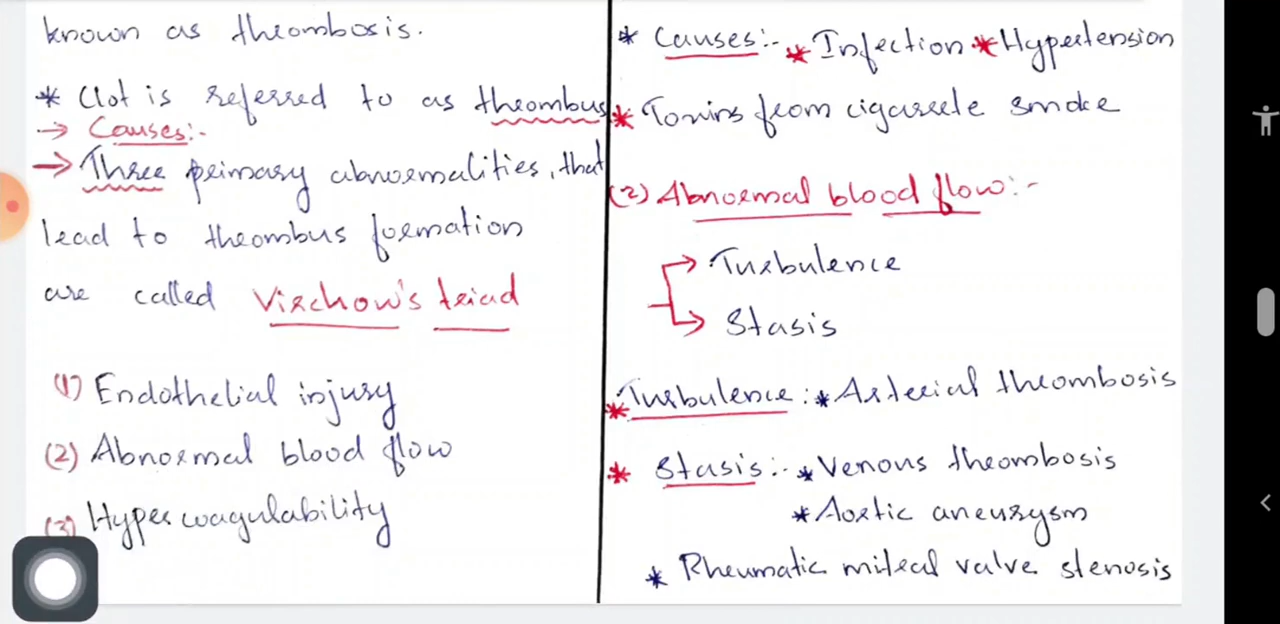 known as thrombosis.
* Clot is referred to as thrombus
→ Causes:-
→ Three primary abnormalities, that
lead to thrombus formation
are called Virchow's triad
(1) Endothelial injury
(2) Abnormal blood flow
(3) Hypercoagulability
* Causes:- * Infection * Hypertension
* Toxins from cigarette smoke
(2) Abnormal blood flow:-
→ Turbulence
→ Stasis
* Turbulence : * Arterial thrombosis
* Stasis:- * Venous thrombosis
* Aortic aneurysm
* Rheumatic mitral valve stenosis